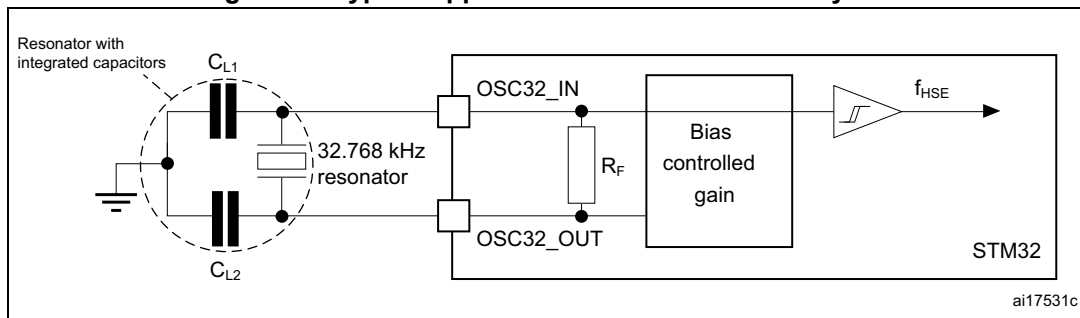 Resonator with
integrated capacitors
CL1
OSC32_IN
fHSE
32.768 kHz
resonator
RF
Bias
controlled
gain
OSC32_OUT
CL2
STM32
ai17531c